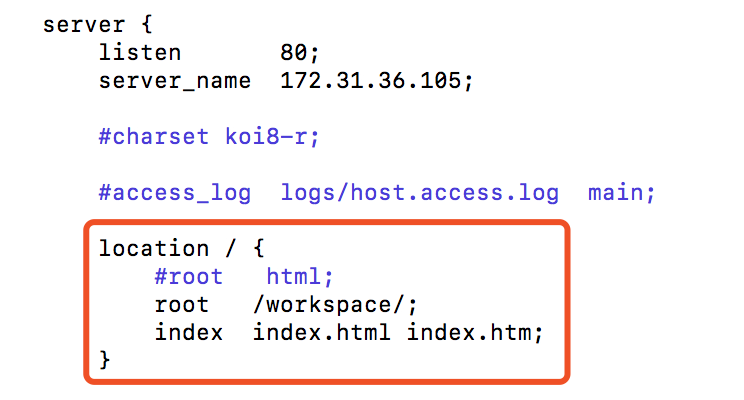 server {
    listen       80;
    server_name  172.31.36.105;

    #charset koi8-r;

    #access_log  logs/host.access.log  main;

    location / {
        #root   html;
        root   /workspace/;
        index  index.html index.htm;
    }